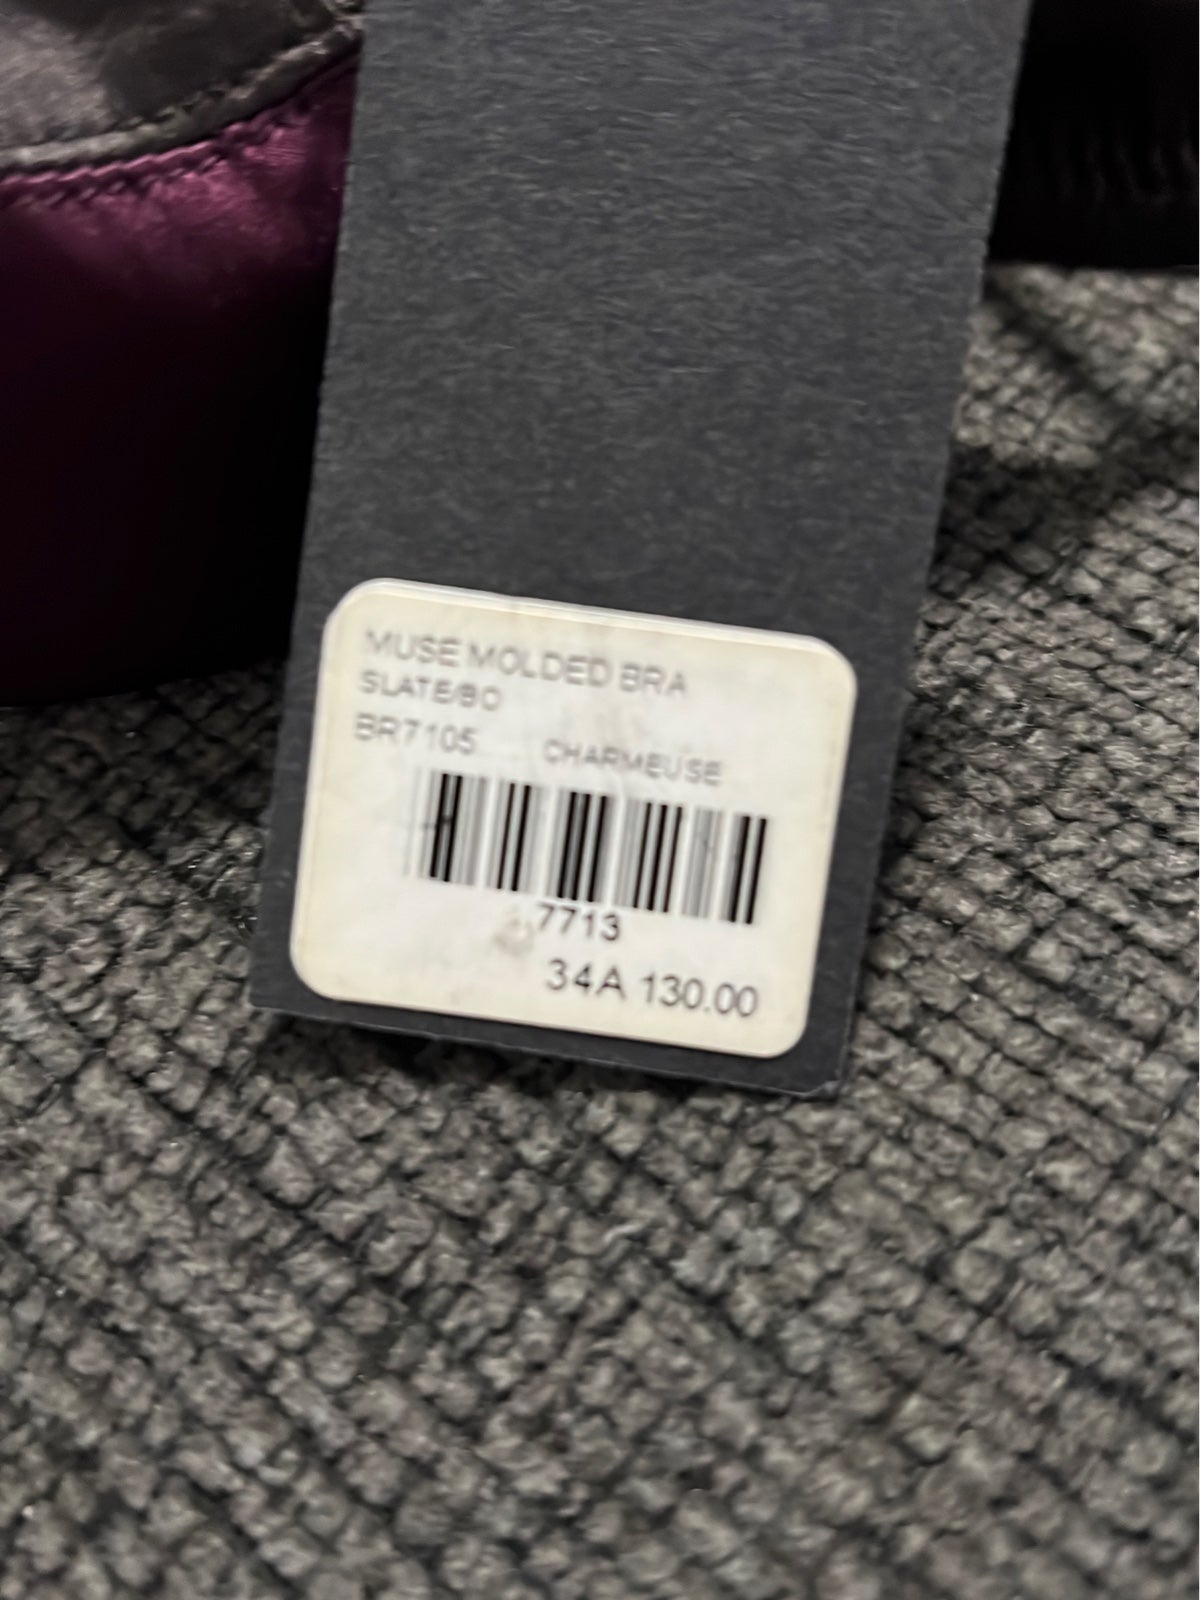 MUSE MOLDED BRA
SLATE/BO
BR7105 CHARMEUSE
7713
34A 130.00